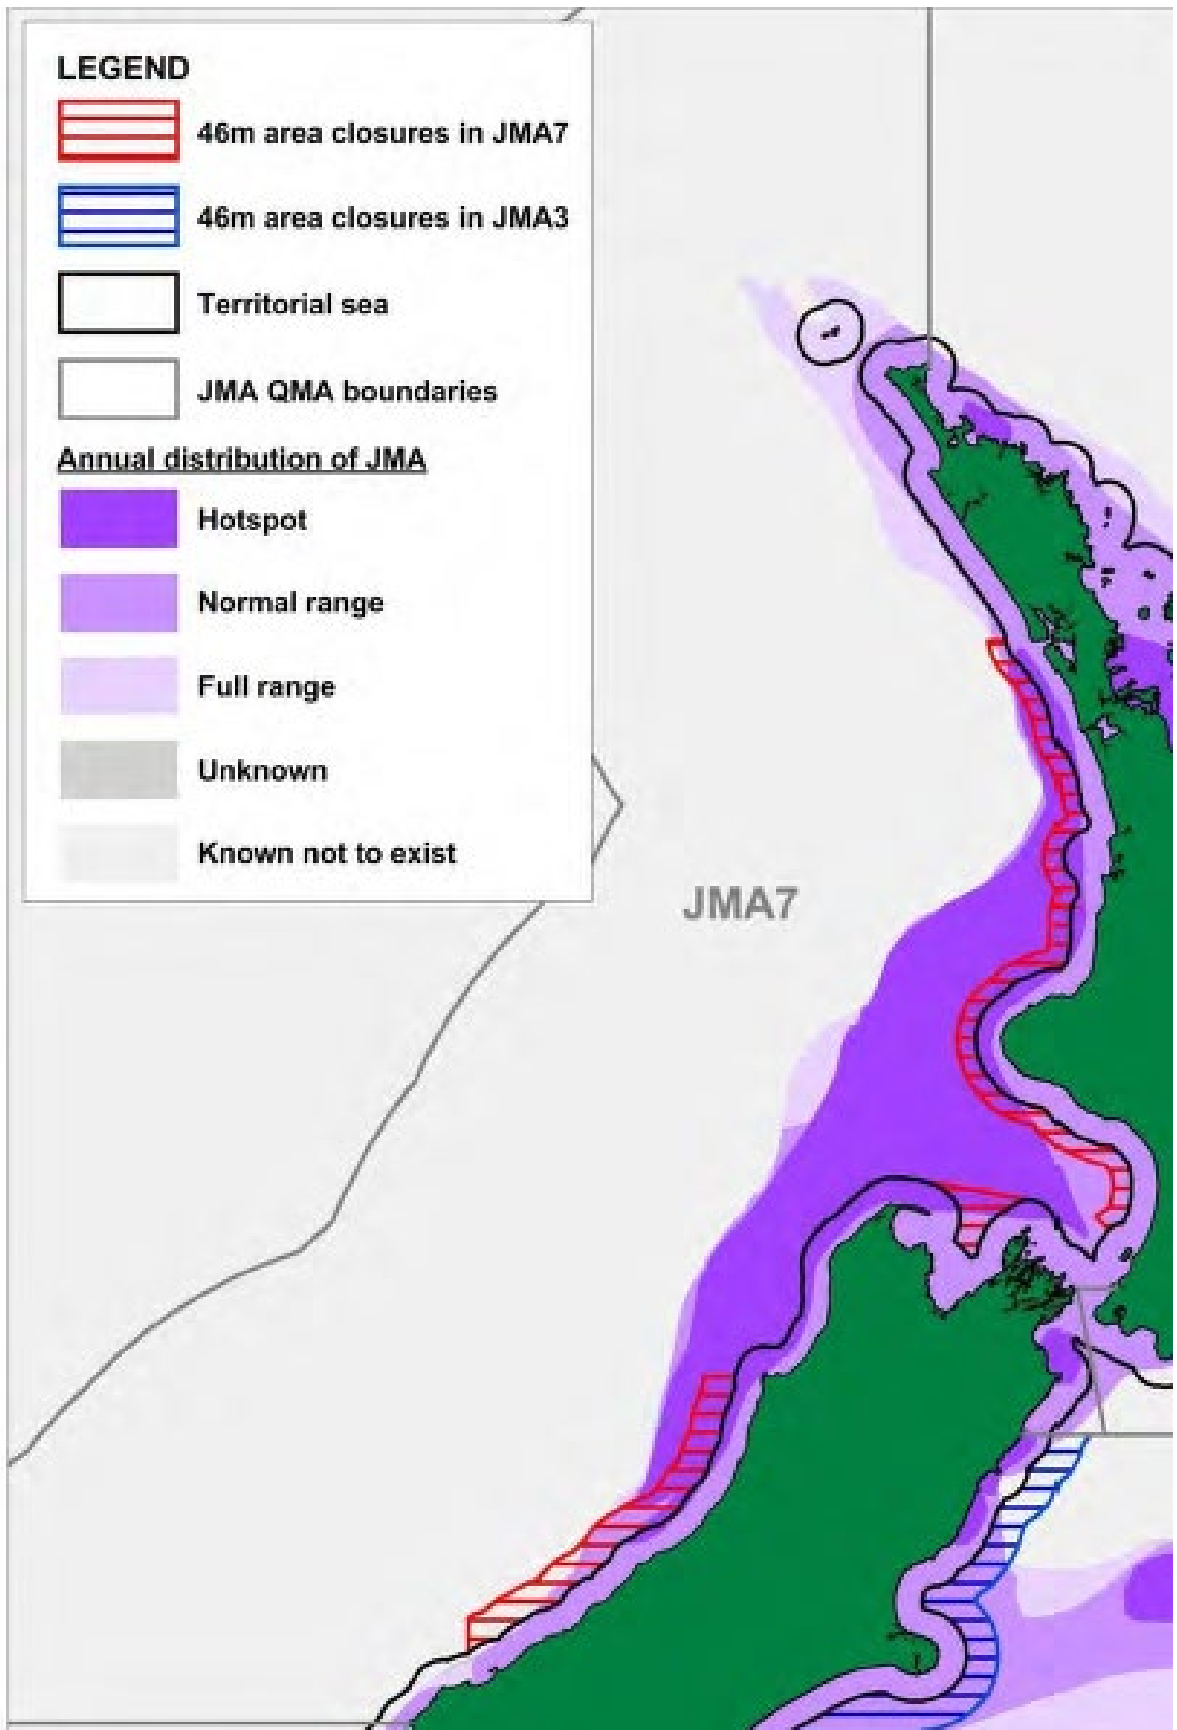 LEGEND
46m area closures in JMA7
46m area closures in JMA3
Territorial sea
JMA QMA boundaries
Annual distribution of JMA
Hotspot
Normal range
Full range
Unknown
Known not to exist
JMA7